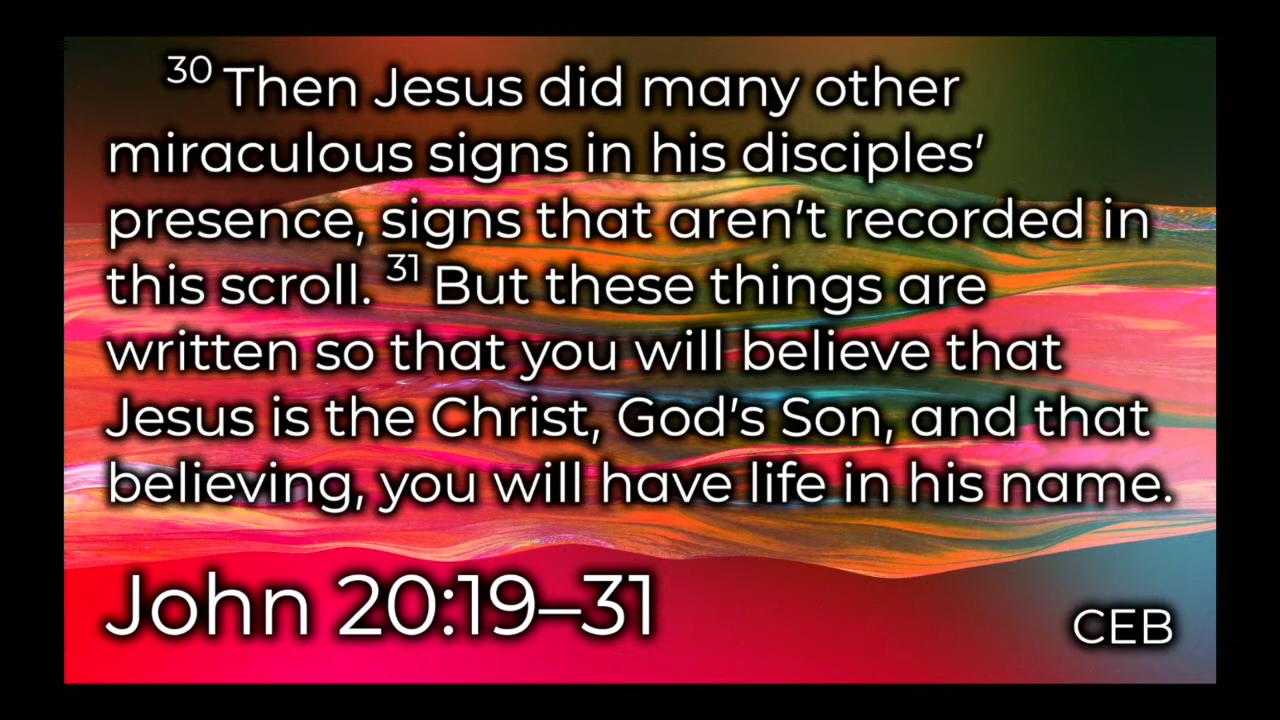 30 Then Jesus did many other
miraculous signs in his disciples’
presence, signs that aren’t recorded in
this scroll. 31 But these things are
written so that you will believe that
Jesus is the Christ, God’s Son, and that
believing, you will have life in his name.
John 20:19–31
CEB